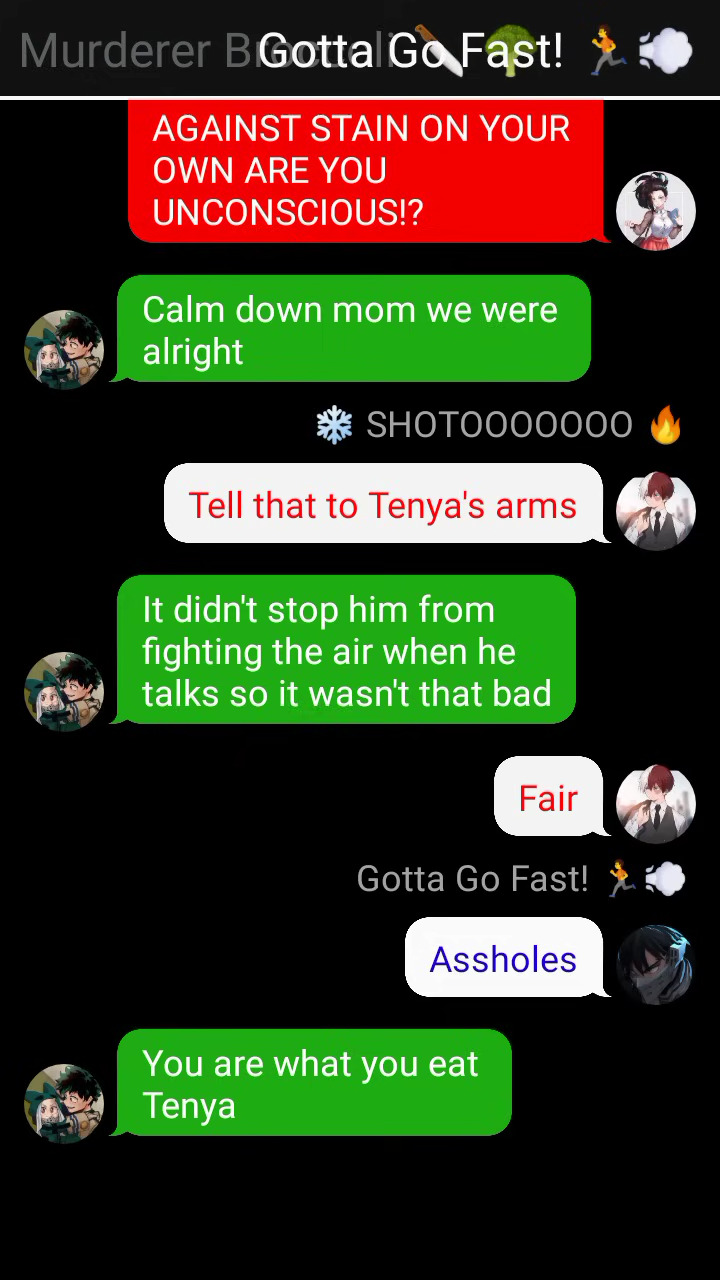 Murderer Broccoli 🔪🥦
Gotta Go Fast! 🏃💨
AGAINST STAIN ON YOUR
OWN ARE YOU
UNCONSCIOUS!?
Calm down mom we were
alright
❄️ SHOTOOOOOOO 🔥
Tell that to Tenya's arms
It didn't stop him from
fighting the air when he
talks so it wasn't that bad
Fair
Gotta Go Fast! 🏃💨
Assholes
You are what you eat
Tenya